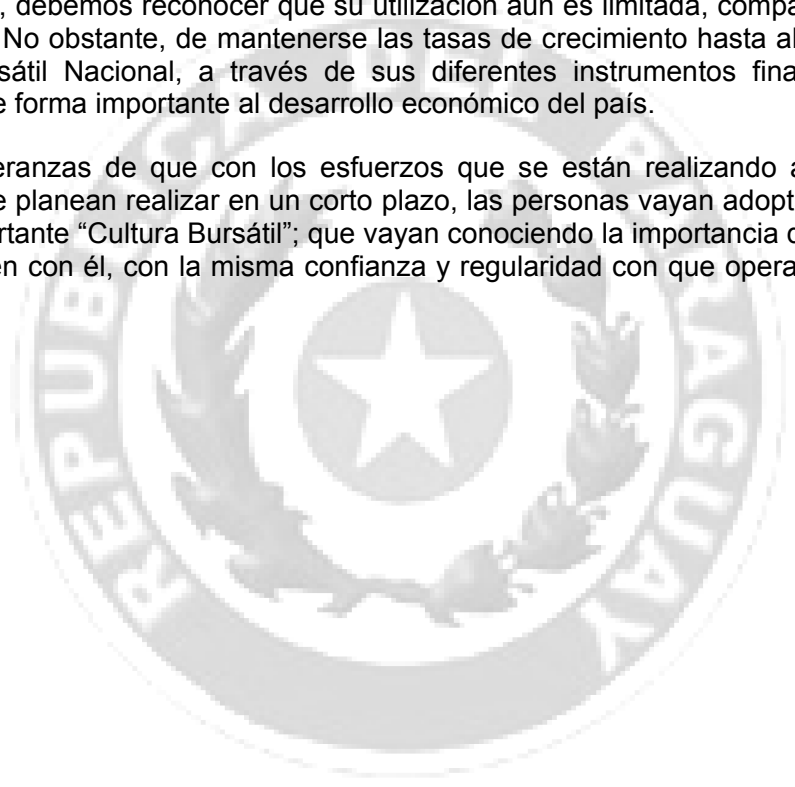 , debemos reconocer que su utilización aún es limitada, compa
No obstante, de mantenerse las tasas de crecimiento hasta al
sátil Nacional, a través de sus diferentes instrumentos fina
e forma importante al desarrollo económico del país.
eranzas de que con los esfuerzos que se están realizando a
e planean realizar en un corto plazo, las personas vayan adopt
rtante “Cultura Bursátil”; que vayan conociendo la importancia d
en con él, con la misma confianza y regularidad con que opera
REPUBLICA DEL PARAGUAY